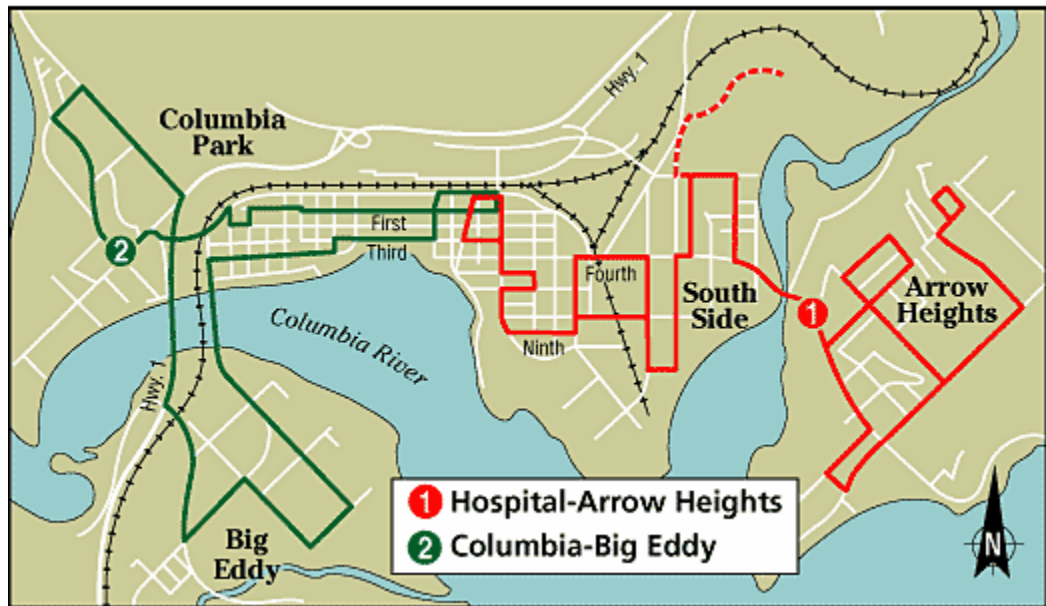 Hwy. 1
Columbia
Park
2
First
Third
Fourth
Ninth
South
Side
1
Arrow
Heights
Columbia River
Hwy. 1
Big
Eddy
1 Hospital-Arrow Heights
2 Columbia-Big Eddy
N